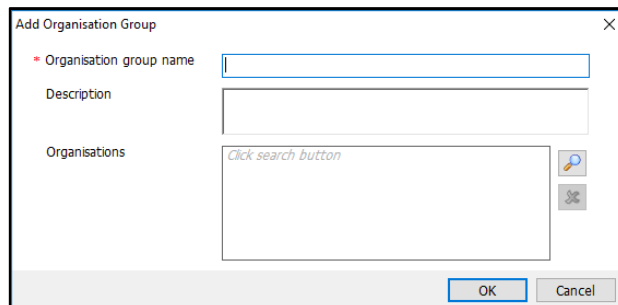 Add Organisation Group
* Organisation group name
Description
Organisations
Click search button
OK Cancel